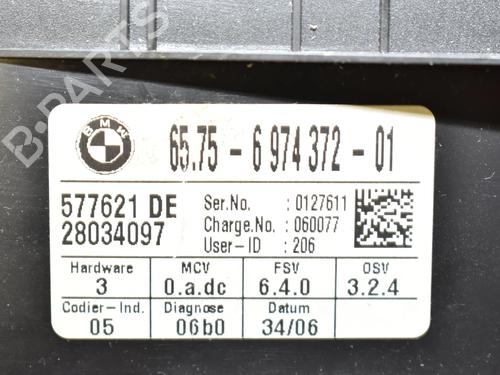 B-PARTS
BMW
65.75 - 6 974 372 - 01
577621 DE
28034097
Ser.No. : 0127611
Charge.No. : 060077
User-ID : 206
Hardware MCV FSV OSV
3 0.a.dc 6.4.0 3.2.4
Codier-Ind. Diagnose Datum
05 06b0 34/06